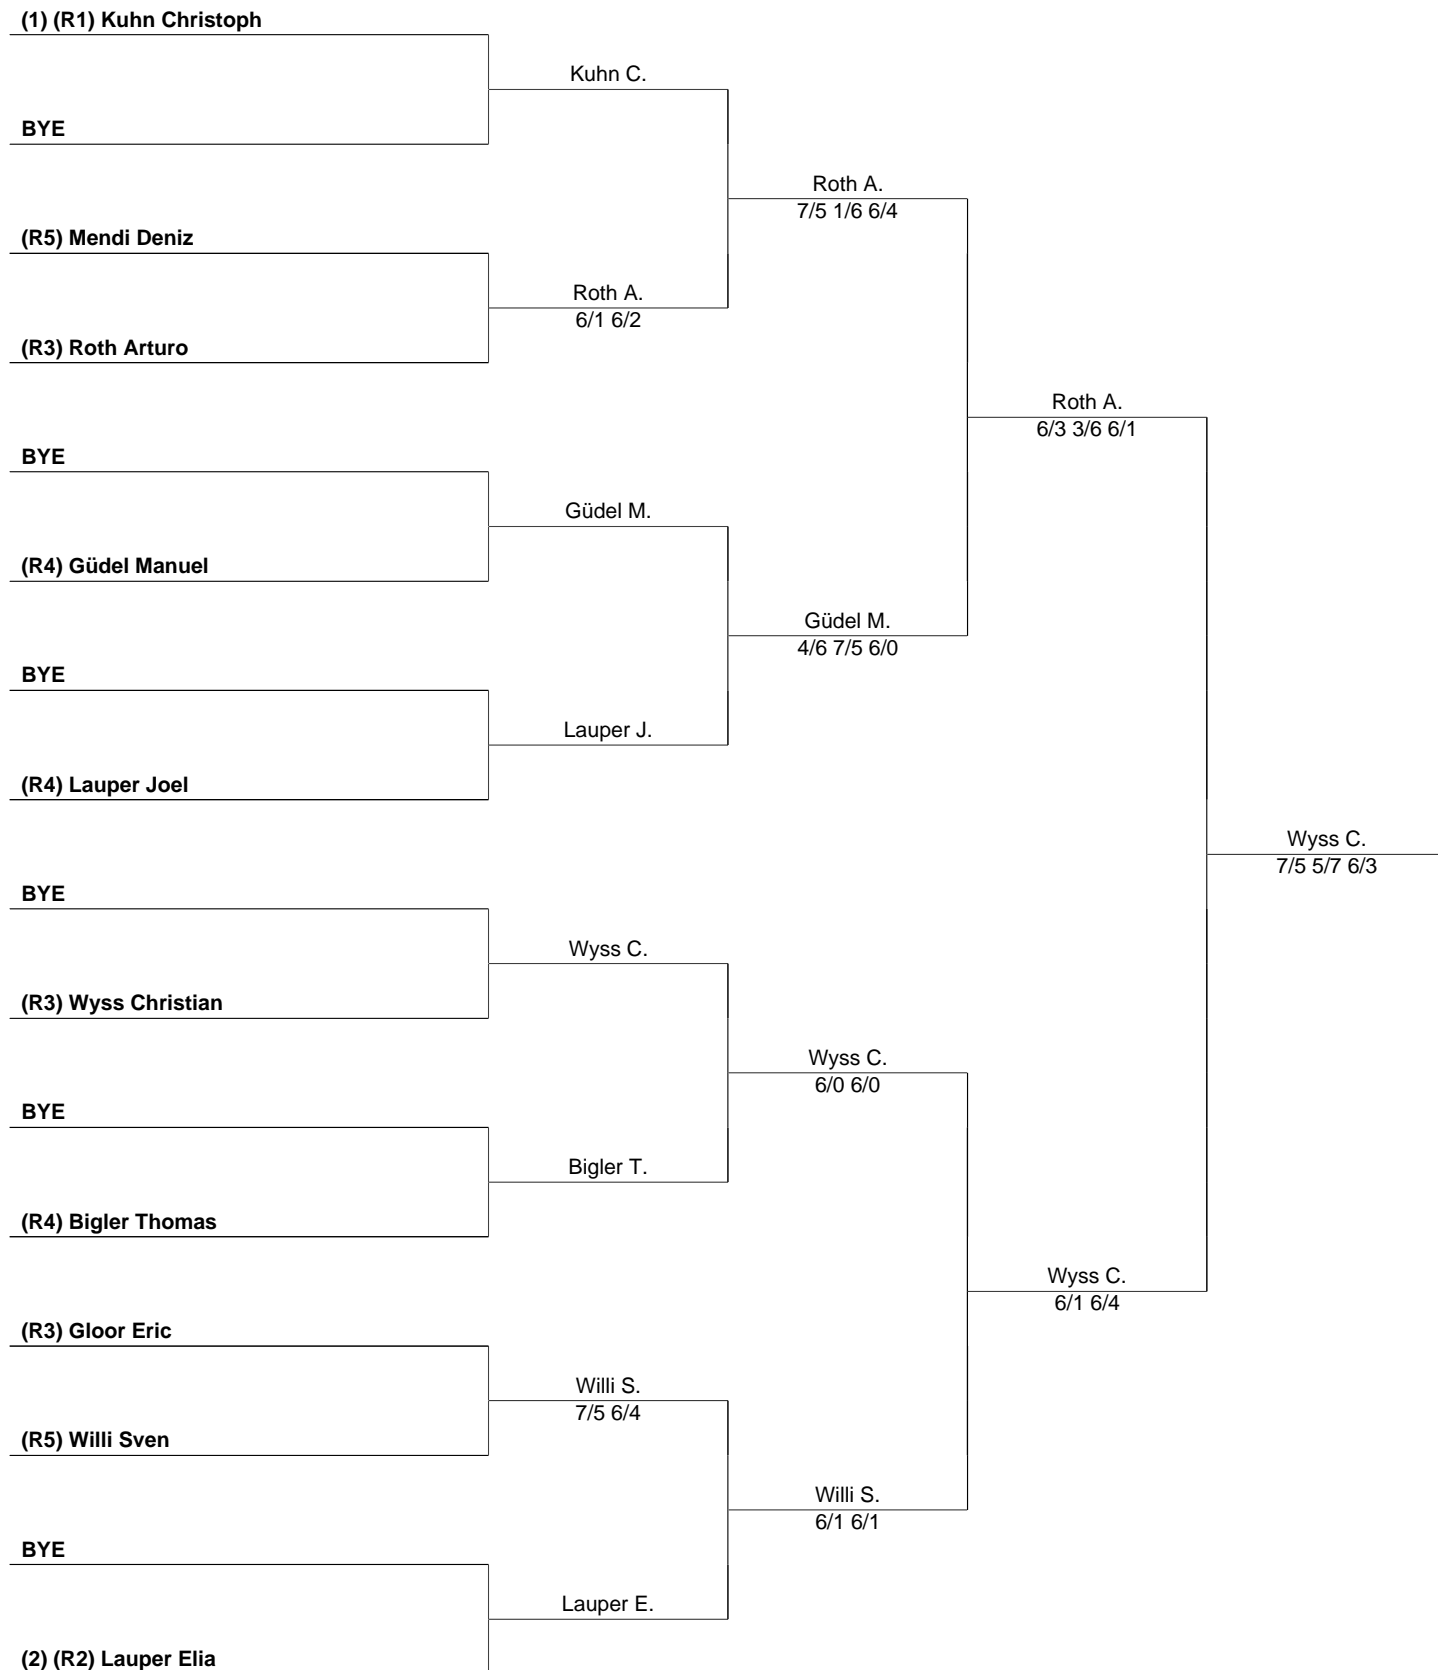 (1) (R1) Kuhn Christoph
Kuhn C.
BYE
Roth A.
7/5 1/6 6/4
(R5) Mendi Deniz
Roth A.
6/1 6/2
(R3) Roth Arturo
Roth A.
6/3 3/6 6/1
BYE
Güdel M.
(R4) Güdel Manuel
Güdel M.
4/6 7/5 6/0
BYE
Lauper J.
(R4) Lauper Joel
Wyss C.
7/5 5/7 6/3
BYE
Wyss C.
(R3) Wyss Christian
Wyss C.
6/0 6/0
BYE
Bigler T.
(R4) Bigler Thomas
Wyss C.
6/1 6/4
(R3) Gloor Eric
Willi S.
7/5 6/4
(R5) Willi Sven
Willi S.
6/1 6/1
BYE
Lauper E.
(2) (R2) Lauper Elia